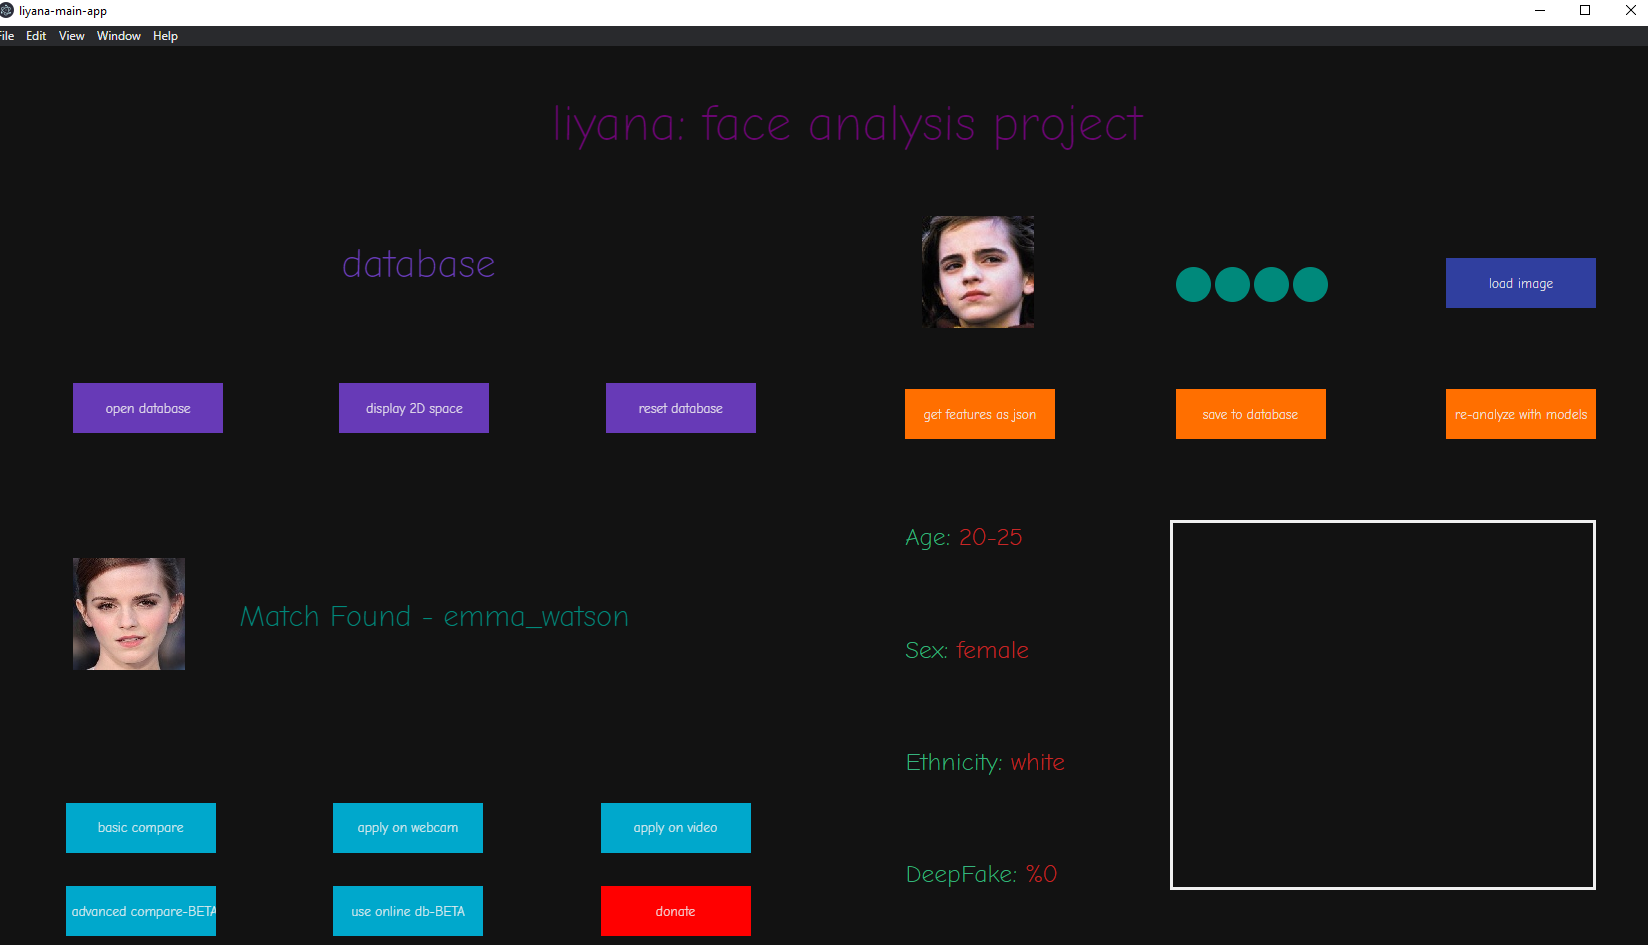 liyana-main-app
File Edit View Window Help
liyana: face analysis project
database
load image
open database
display 2D space
reset database
get features as json
save to database
re-analyze with models
Age: 20-25
Match Found - emma_watson
Sex: female
Ethnicity: white
basic compare
apply on webcam
apply on video
DeepFake: %0
advanced compare-BETA
use online db-BETA
donate